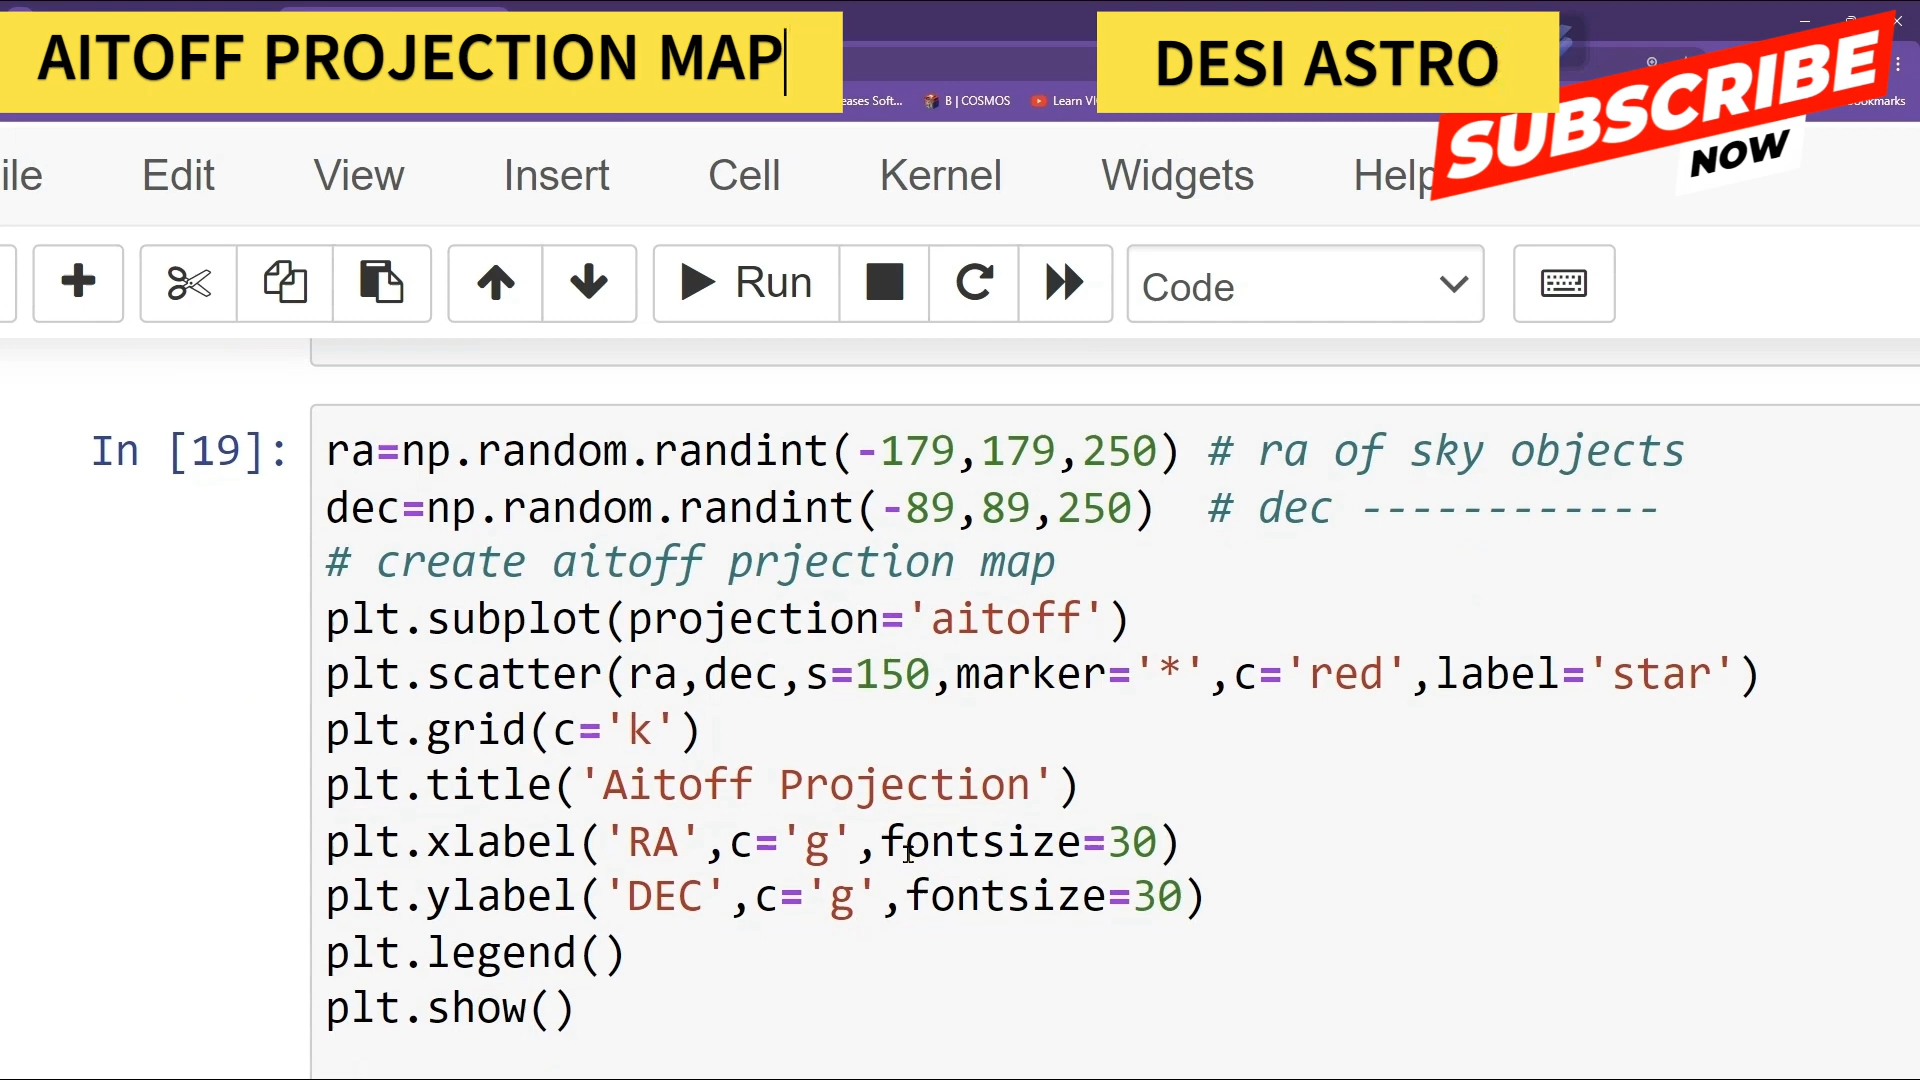 AITOFF PROJECTION MAP
DESI ASTRO
SUBSCRIBE
NOW
eases Soft...
B | COSMOS
Learn VI
okmarks
ile Edit View Insert Cell Kernel Widgets Help
Run
Code
In [19]:
ra=np.random.randint(-179,179,250) # ra of sky objects
dec=np.random.randint(-89,89,250)  # dec ------------
# create aitoff prjection map
plt.subplot(projection='aitoff')
plt.scatter(ra,dec,s=150,marker='*',c='red',label='star')
plt.grid(c='k')
plt.title('Aitoff Projection')
plt.xlabel('RA',c='g',fontsize=30)
plt.ylabel('DEC',c='g',fontsize=30)
plt.legend()
plt.show()